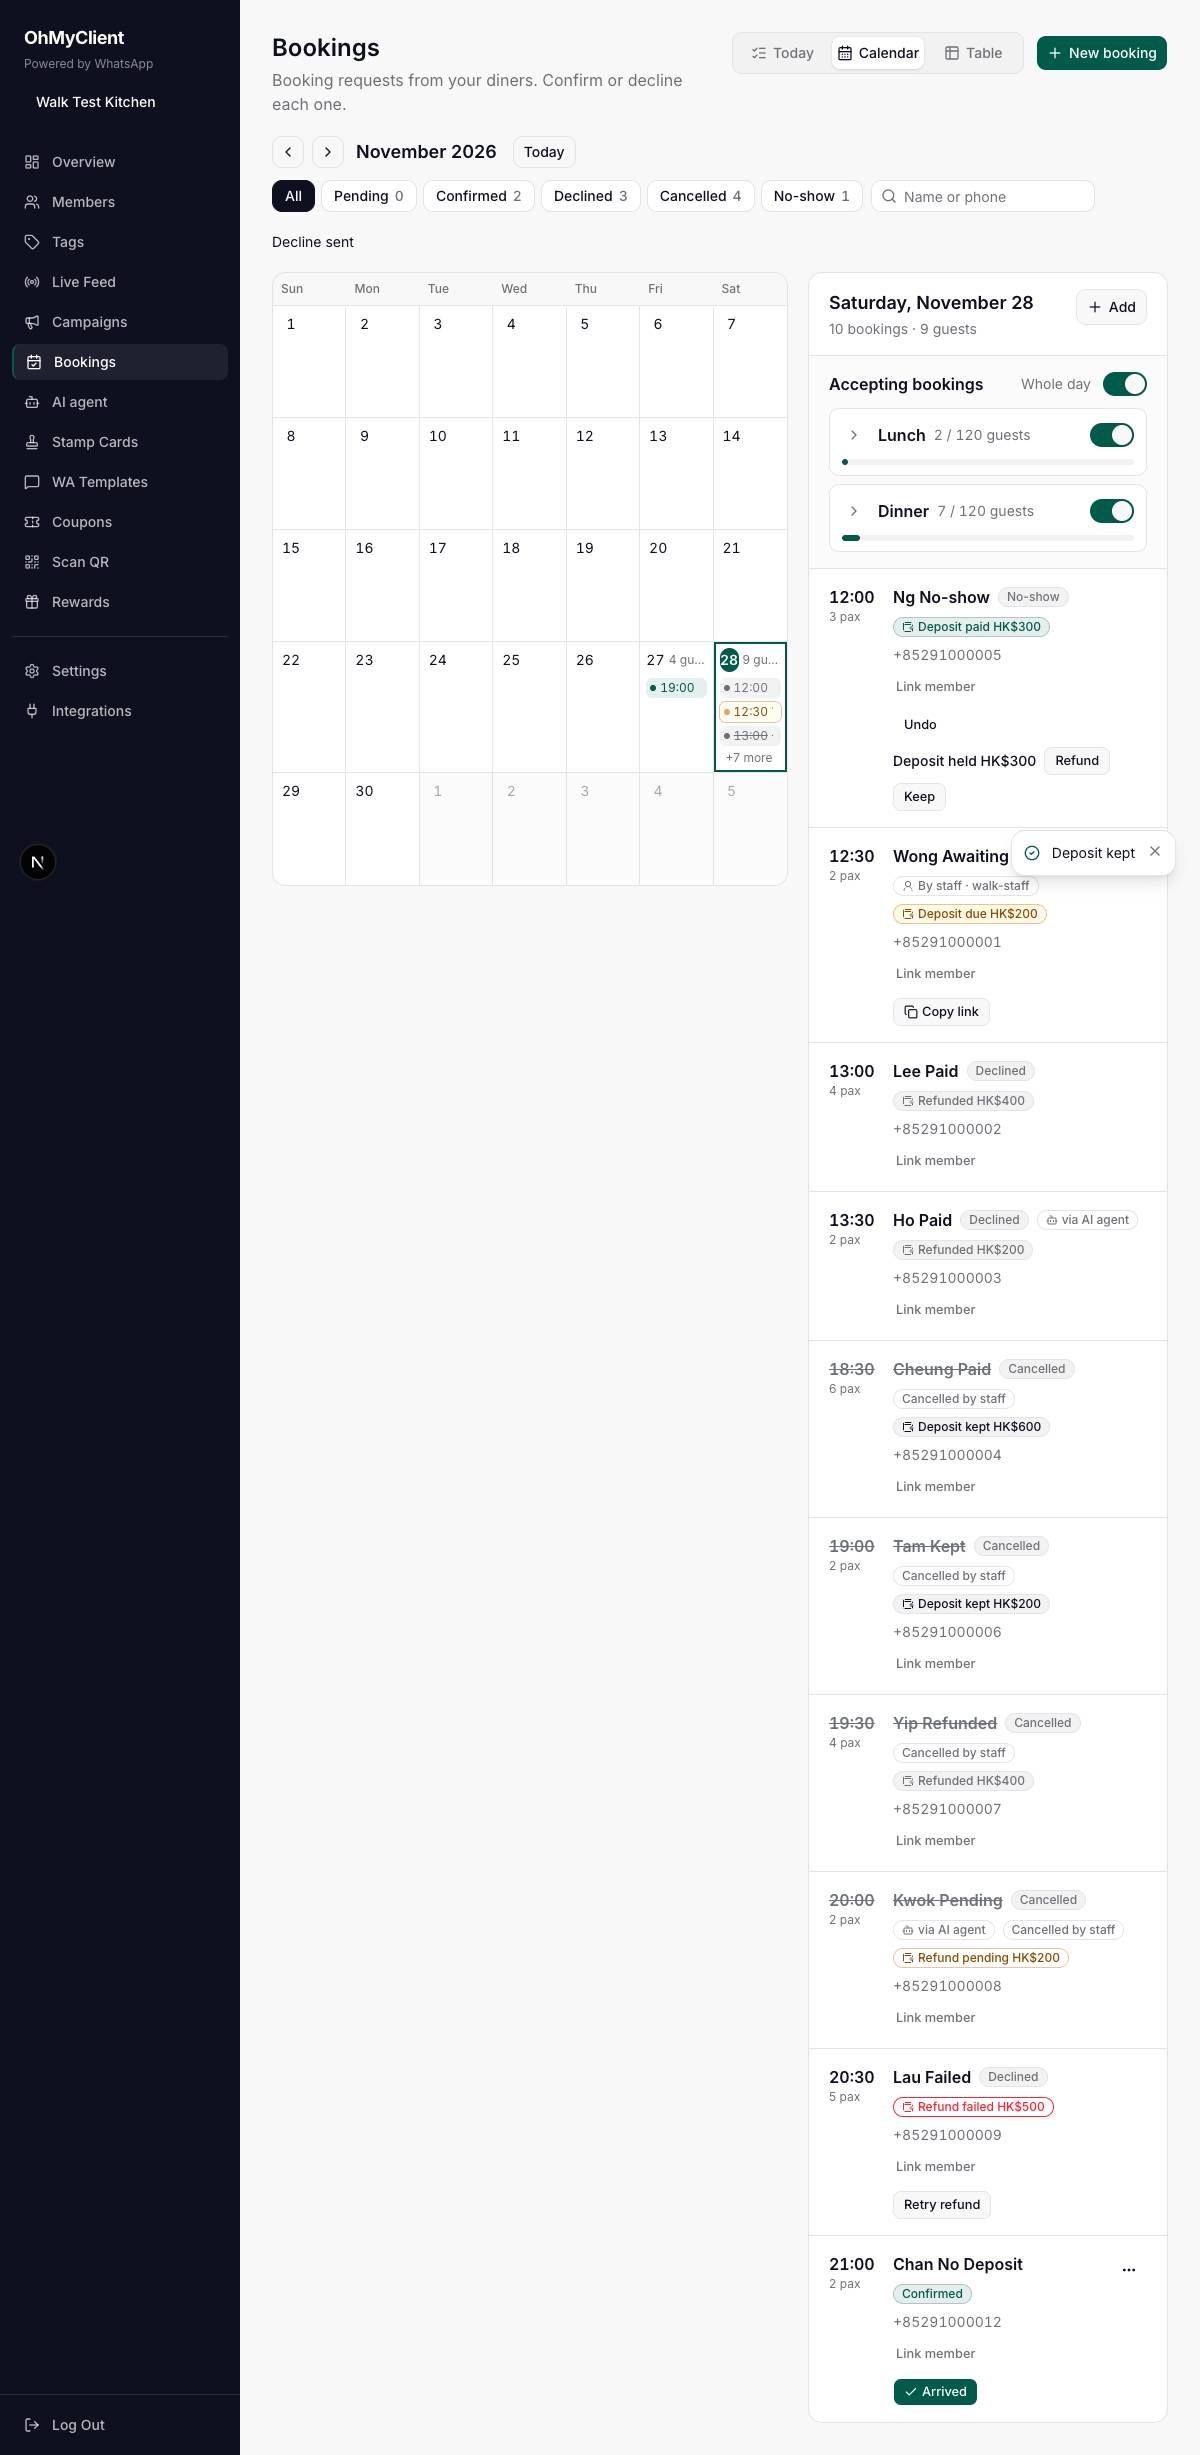 OhMyClient
Powered by WhatsApp
Walk Test Kitchen
Overview
Members
Tags
Live Feed
Campaigns
Bookings
AI agent
Stamp Cards
WA Templates
Coupons
Scan QR
Rewards
Settings
Integrations
N
Log Out
Bookings
Booking requests from your diners. Confirm or decline
each one.
Today
Calendar
Table
New booking
November 2026
Today
All
Pending 0
Confirmed 2
Declined 3
Cancelled 4
No-show 1
Name or phone
Decline sent
Sun Mon Tue Wed Thu Fri Sat
1 2 3 4 5 6 7
8 9 10 11 12 13 14
15 16 17 18 19 20 21
22 23 24 25 26 27 4 gu... 28 9 gu...
19:00
12:00
12:30
13:00
+7 more
29 30 1 2 3 4 5
Saturday, November 28
Add
10 bookings · 9 guests
Accepting bookings
Whole day
Lunch 2 / 120 guests
Dinner 7 / 120 guests
12:00 Ng No-show No-show
3 pax
Deposit paid HK$300
+85291000005
Link member
Undo
Deposit held HK$300 Refund
Keep
Deposit kept
12:30 Wong Awaiting
2 pax
By staff · walk-staff
Deposit due HK$200
+85291000001
Link member
Copy link
13:00 Lee Paid Declined
4 pax
Refunded HK$400
+85291000002
Link member
13:30 Ho Paid Declined via AI agent
2 pax
Refunded HK$200
+85291000003
Link member
18:30 Cheung Paid Cancelled
6 pax
Cancelled by staff
Deposit kept HK$600
+85291000004
Link member
19:00 Tam Kept Cancelled
2 pax
Cancelled by staff
Deposit kept HK$200
+85291000006
Link member
19:30 Yip Refunded Cancelled
4 pax
Cancelled by staff
Refunded HK$400
+85291000007
Link member
20:00 Kwok Pending Cancelled
2 pax
via AI agent Cancelled by staff
Refund pending HK$200
+85291000008
Link member
20:30 Lau Failed Declined
5 pax
Refund failed HK$500
+85291000009
Link member
Retry refund
21:00 Chan No Deposit ...
2 pax
Confirmed
+85291000012
Link member
Arrived